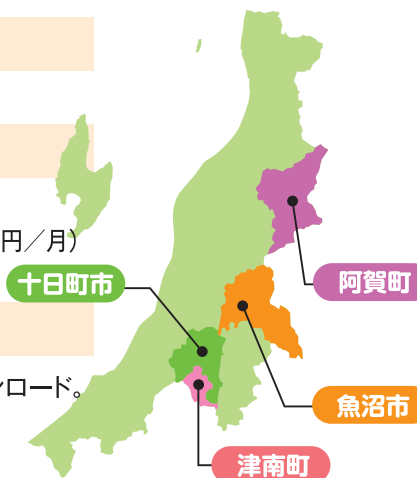 円／月）
十日町市
阿賀町
ンロード。
魚沼市
津南町